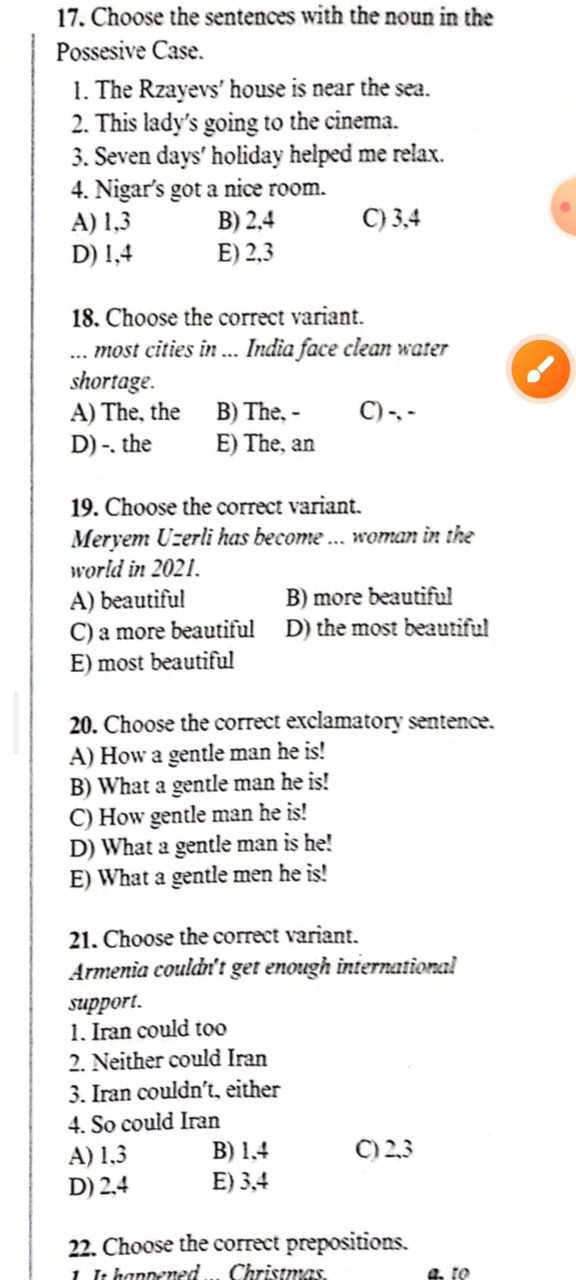 17. Choose the sentences with the noun in the
Possesive Case.
1. The Rzayevs' house is near the sea.
2. This lady's going to the cinema.
3. Seven days' holiday helped me relax.
4. Nigar's got a nice room.
A) 1,3 B) 2,4 C) 3,4
D) 1,4 E) 2,3
18. Choose the correct variant.
... most cities in ... India face clean water
shortage.
A) The, the B) The, - C) -, -
D) -, the E) The, an
19. Choose the correct variant.
Meryem Uzerli has become ... woman in the
world in 2021.
A) beautiful B) more beautiful
C) a more beautiful D) the most beautiful
E) most beautiful
20. Choose the correct exclamatory sentence.
A) How a gentle man he is!
B) What a gentle man he is!
C) How gentle man he is!
D) What a gentle man is he!
E) What a gentle men he is!
21. Choose the correct variant.
Armenia couldn't get enough international
support.
1. Iran could too
2. Neither could Iran
3. Iran couldn't, either
4. So could Iran
A) 1,3 B) 1,4 C) 2,3
D) 2,4 E) 3,4
22. Choose the correct prepositions.
1. It happened ... Christmas. a. to